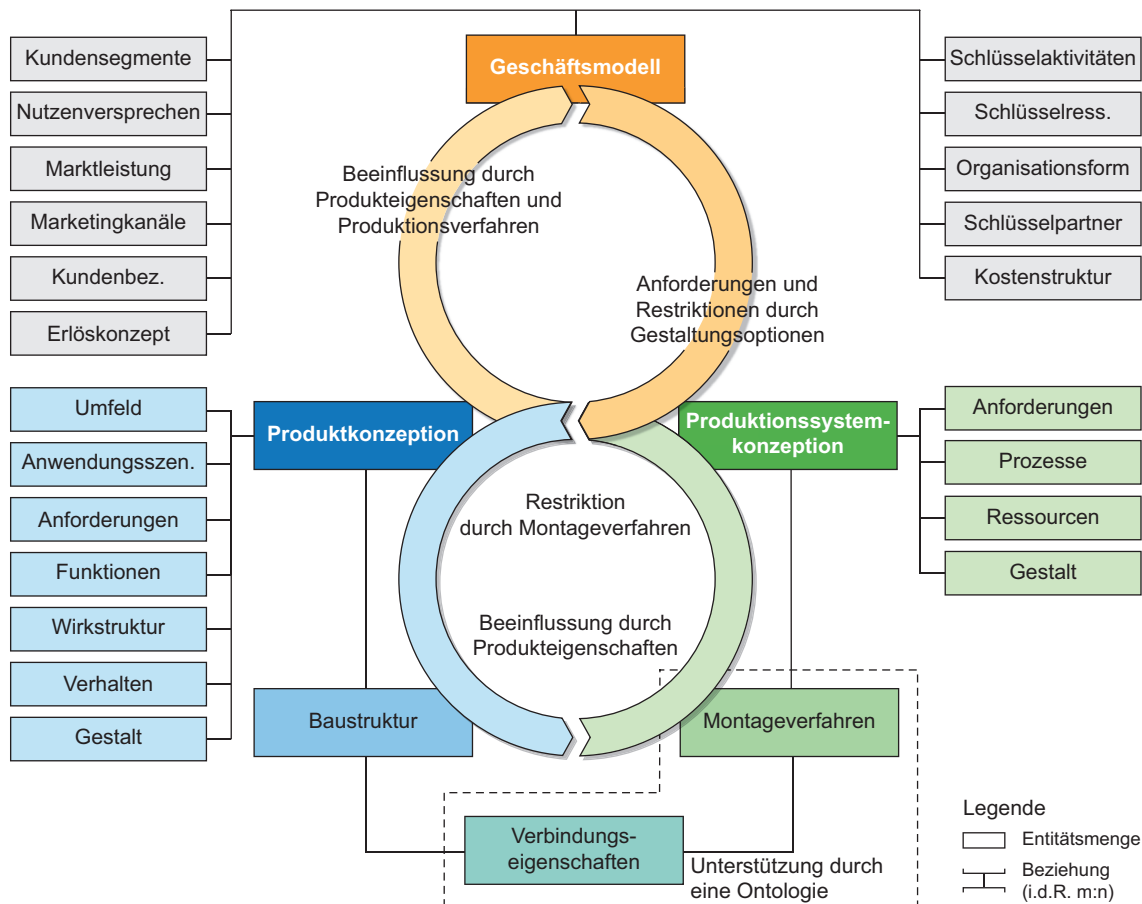 Geschäftsmodell
Kundensegmente
Nutzenversprechen
Marktleistung
Marketingkanäle
Kundenbez.
Erlöskonzept
Schlüsselaktivitäten
Schlüsselress.
Organisationsform
Schlüsselpartner
Kostenstruktur
Beeinflussung durch
Produkteigenschaften und
Produktionsverfahren
Anforderungen und
Restriktionen durch
Gestaltungsoptionen
Produktkonzeption
Produktionssystem-
konzeption
Umfeld
Anwendungsszen.
Anforderungen
Funktionen
Wirkstruktur
Verhalten
Gestalt
Anforderungen
Prozesse
Ressourcen
Gestalt
Restriktion
durch Montageverfahren
Beeinflussung durch
Produkteigenschaften
Baustruktur
Montageverfahren
Verbindungs-
eigenschaften
Unterstützung durch
eine Ontologie
Legende
Entitätsmenge
Beziehung
(i.d.R. m:n)